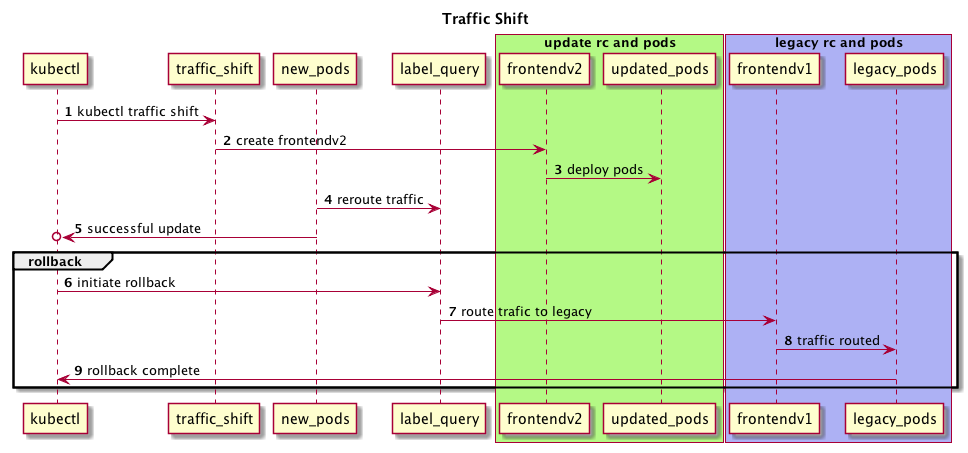 Traffic Shift
update rc and pods
legacy rc and pods
kubectl
traffic_shift
new_pods
label_query
frontendv2
updated_pods
frontendv1
legacy_pods
1 kubectl traffic shift
2 create frontendv2
3 deploy pods
4 reroute traffic
5 successful update
rollback
6 initiate rollback
7 route trafic to legacy
8 traffic routed
9 rollback complete
kubectl
traffic_shift
new_pods
label_query
frontendv2
updated_pods
frontendv1
legacy_pods